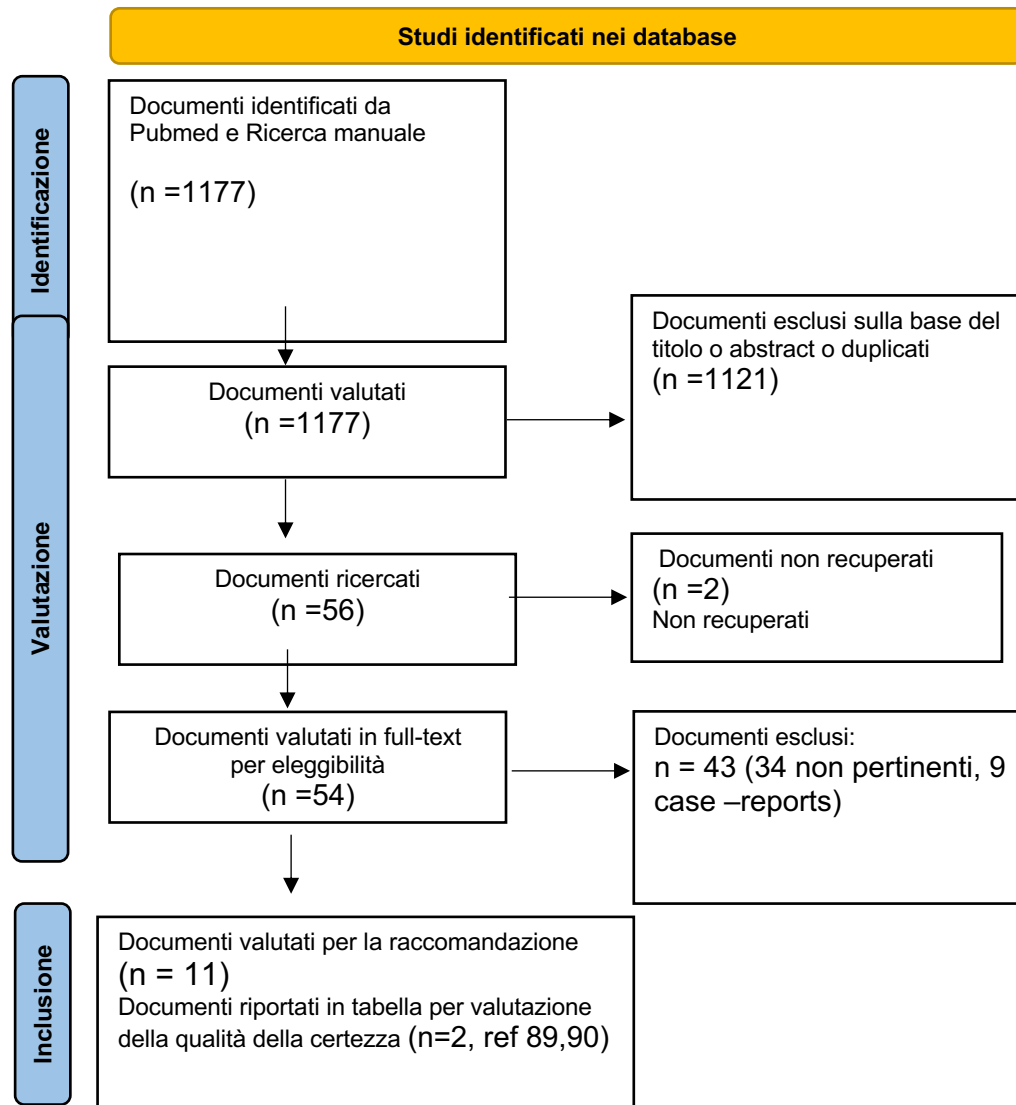 Studi identificati nei database
Identificazione
Documenti identificati da
Pubmed e Ricerca manuale
(n =1177)
Documenti esclusi sulla base del
titolo o abstract o duplicati
(n =1121)
Valutazione
Documenti valutati
(n =1177)
Documenti ricercati
(n =56)
Documenti non recuperati
(n =2)
Non recuperati
Documenti valutati in full-text
per eleggibilità
(n =54)
Documenti esclusi:
n = 43 (34 non pertinenti, 9
case –reports)
Inclusione
Documenti valutati per la raccomandazione
(n = 11)
Documenti riportati in tabella per valutazione
della qualità della certezza (n=2, ref 89,90)